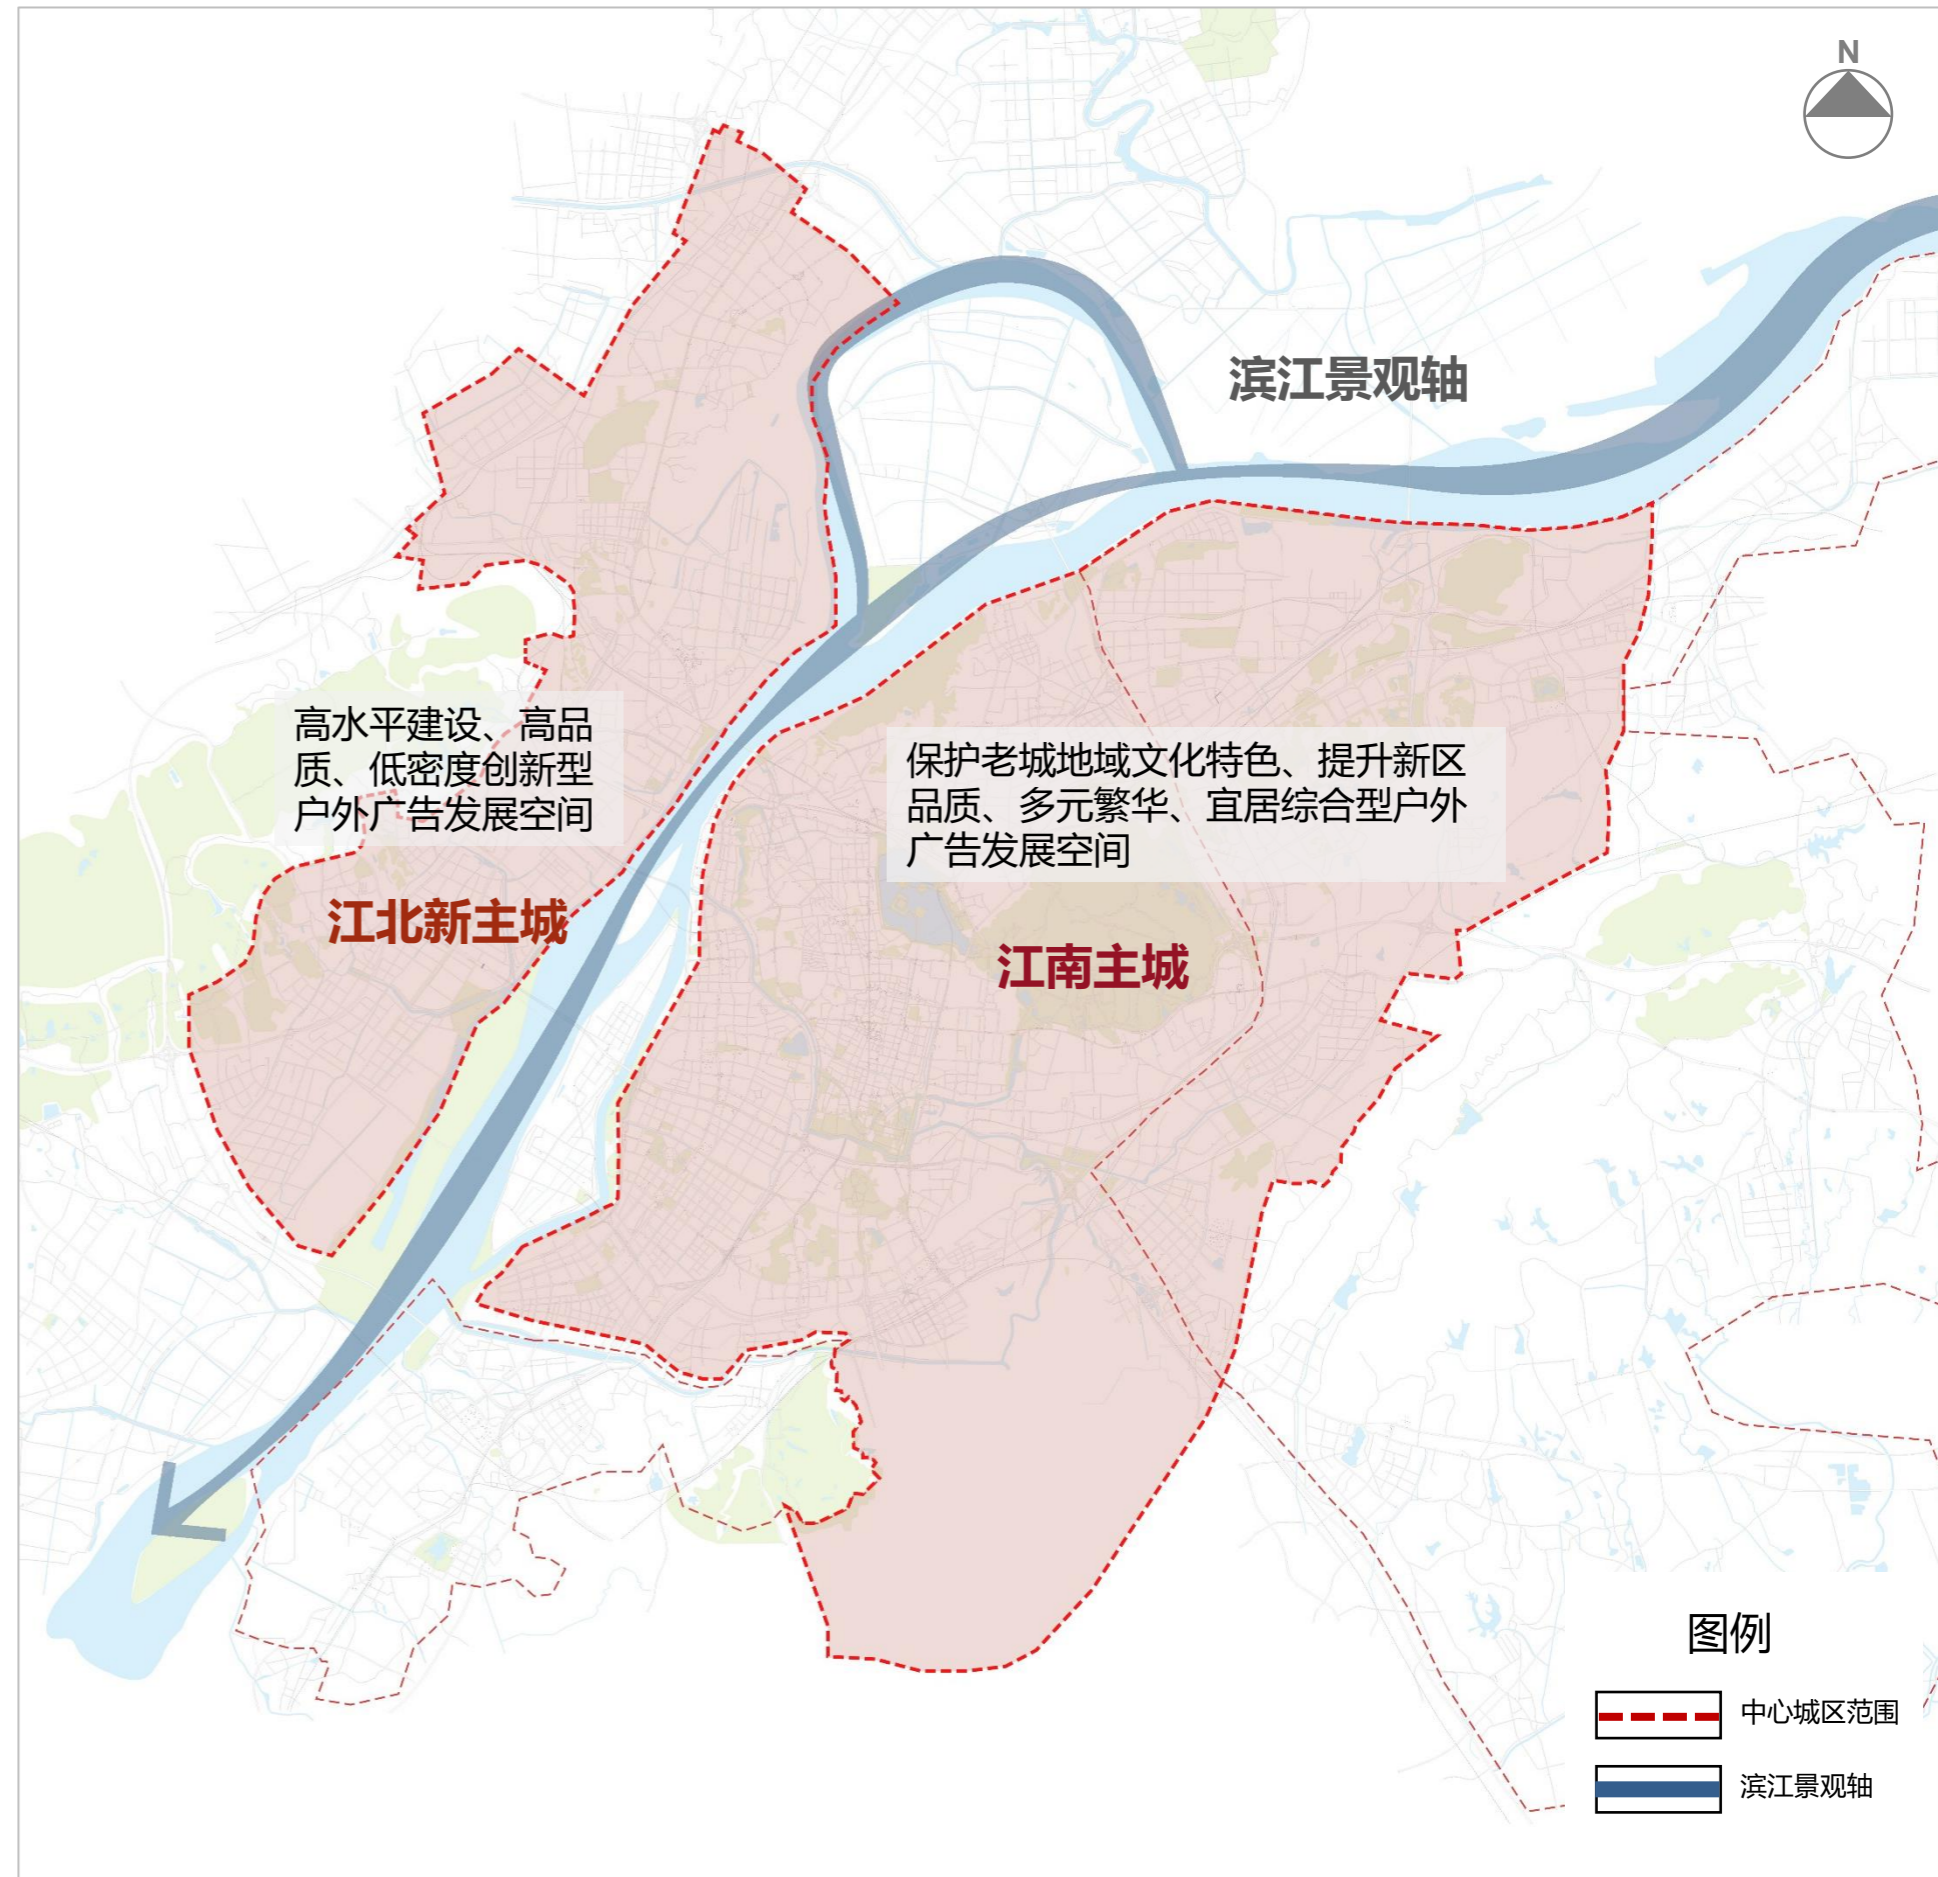 N
滨江景观轴
高水平建设、高品
质、低密度创新型
户外广告发展空间
保护老城地域文化特色、提升新区
品质、多元繁华、宜居综合型户外
广告发展空间
江北新主城
江南主城
图例
中心城区范围
滨江景观轴